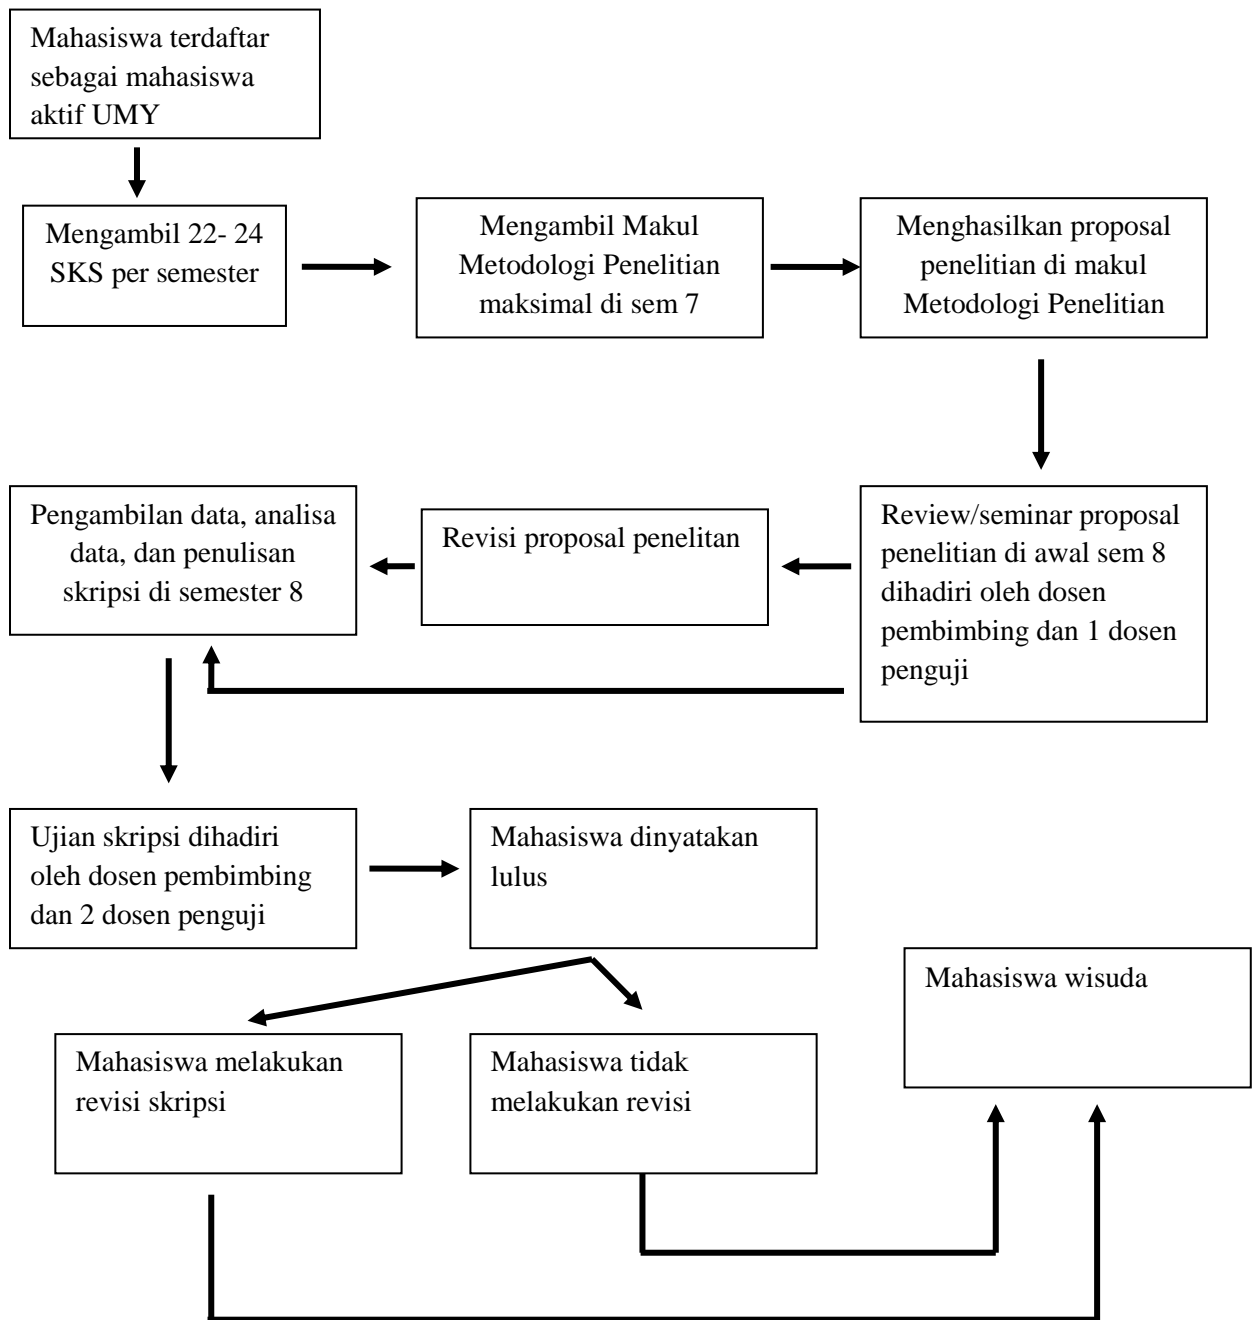 Mahasiswa terdaftar
sebagai mahasiswa
aktif UMY
Mengambil 22- 24
SKS per semester
Mengambil Makul
Metodologi Penelitian
maksimal di sem 7
Menghasilkan proposal
penelitian di makul
Metodologi Penelitian
Review/seminar proposal
penelitian di awal sem 8
dihadiri oleh dosen
pembimbing dan 1 dosen
penguji
Revisi proposal penelitan
Pengambilan data, analisa
data, dan penulisan
skripsi di semester 8
Ujian skripsi dihadiri
oleh dosen pembimbing
dan 2 dosen penguji
Mahasiswa dinyatakan
lulus
Mahasiswa melakukan
revisi skripsi
Mahasiswa tidak
melakukan revisi
Mahasiswa wisuda